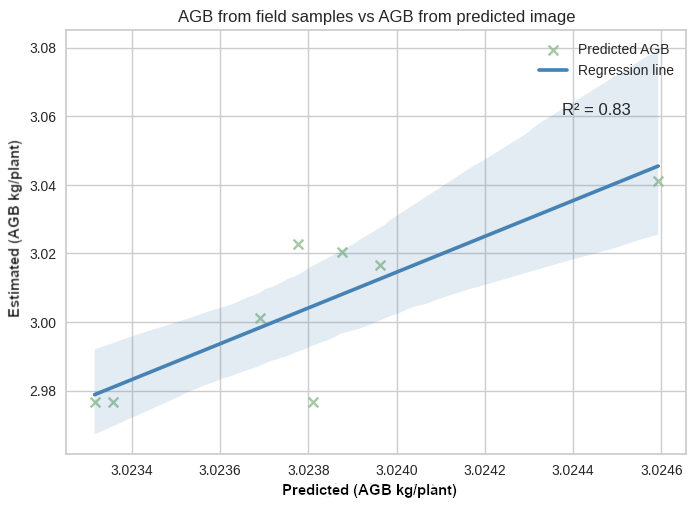 AGB from field samples vs AGB from predicted image
Predicted AGB
Regression line
R² = 0.83
Estimated (AGB kg/plant)
3.08
3.06
3.04
3.02
3.00
2.98
3.0234 3.0236 3.0238 3.0240 3.0242 3.0244 3.0246
Predicted (AGB kg/plant)